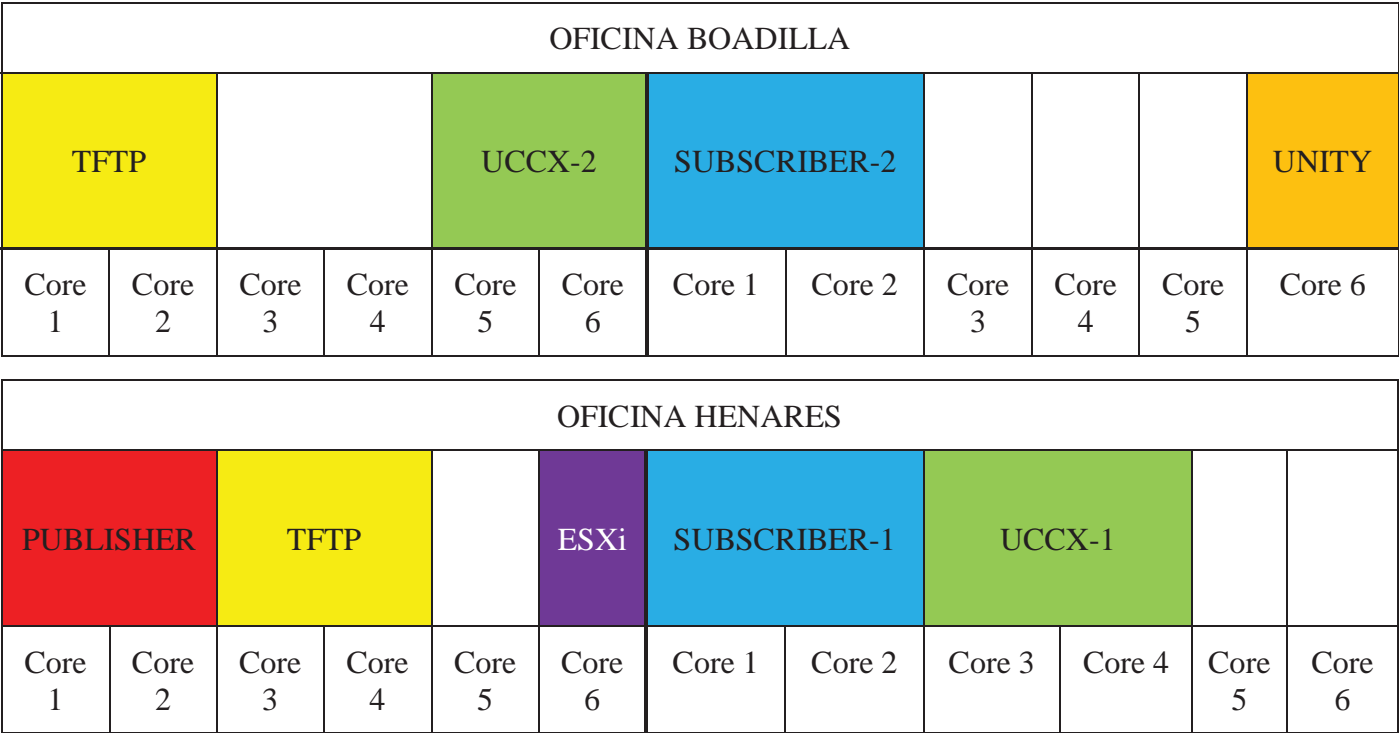 OFICINA BOADILLA
TFTP UCCX-2 SUBSCRIBER-2 UNITY
Core 1 Core 2 Core 3 Core 4 Core 5 Core 6 Core 1 Core 2 Core 3 Core 4 Core 5 Core 6
OFICINA HENARES
PUBLISHER TFTP ESXi SUBSCRIBER-1 UCCX-1
Core 1 Core 2 Core 3 Core 4 Core 5 Core 6 Core 1 Core 2 Core 3 Core 4 Core 5 Core 6